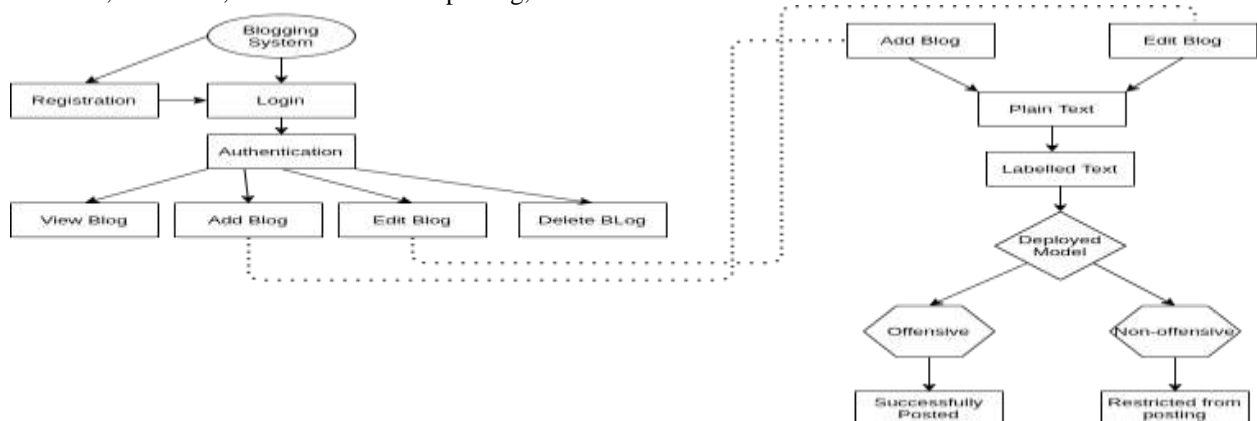 Blogging
System
Add Blog
Edit Blog
Registration
Login
Plain Text
Authentication
Labelled Text
View Blog
Add Blog
Edit Blog
Delete BLog
Deployed
Model
Offensive
Non-offensive
Successfully
Posted
Restricted from
posting